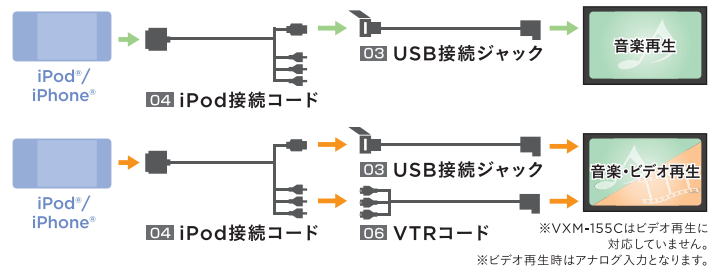 iPod®/
iPhone®
04 iPod接続コード
03 USB接続ジャック
音楽再生
iPod®/
iPhone®
04 iPod接続コード
03 USB接続ジャック
06 VTRコード
音楽・ビデオ再生
※VXM-155Cはビデオ再生に
対応していません。
※ビデオ再生時はアナログ入力となります。